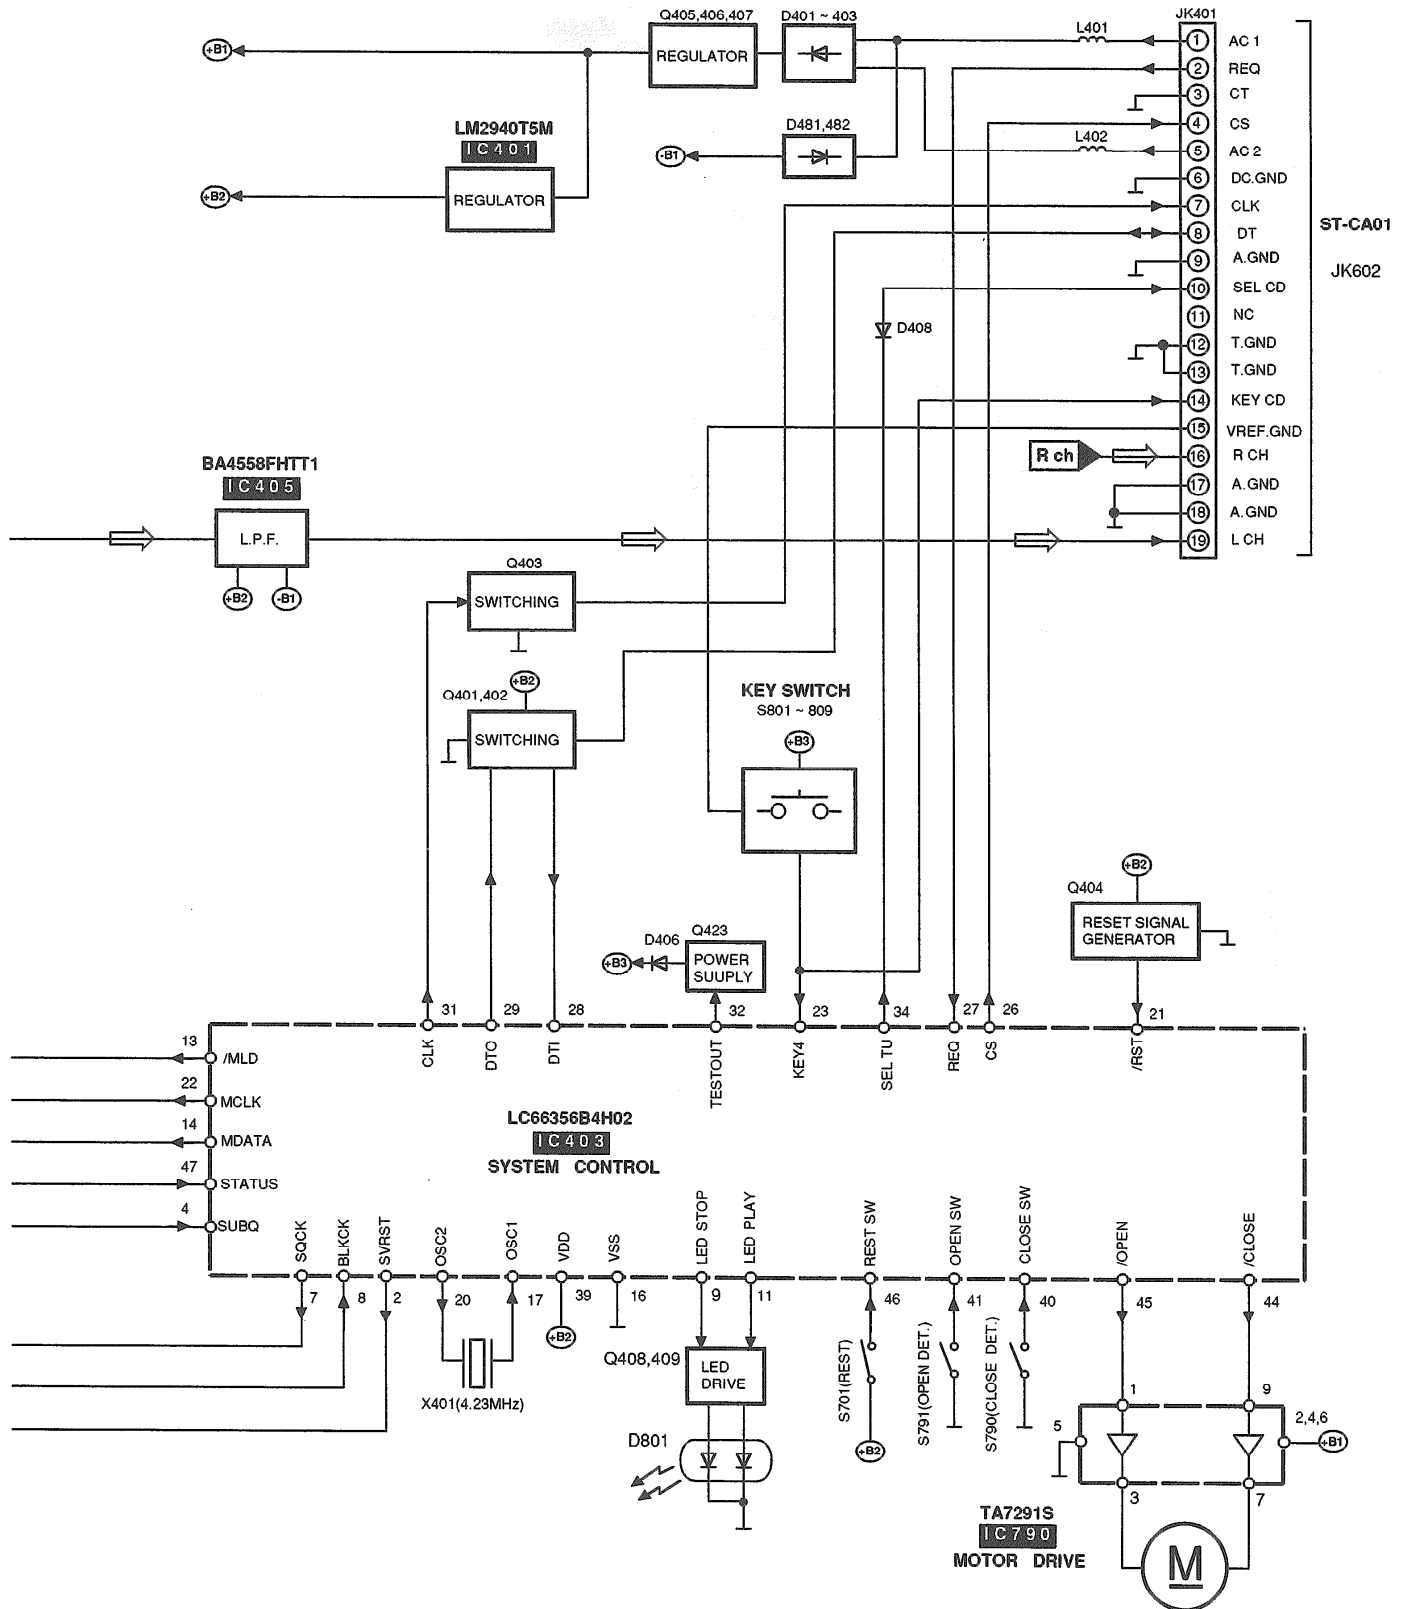 Q405,406,407
D401 ~ 403
JK401
+B1
REGULATOR
L401
1 AC 1
2 REQ
3 CT
LM2940T5M
IC401
D481,482
4 CS
-B1
L402
5 AC 2
6 DC.GND
+B2
REGULATOR
7 CLK
8 DT
ST-CA01
9 A.GND
JK602
10 SEL CD
11 NC
D408
12 T.GND
13 T.GND
14 KEY CD
15 VREF.GND
R ch
16 R CH
BA4558FHTT1
IC405
17 A.GND
18 A.GND
L.P.F.
19 L CH
+B2
-B1
Q403
SWITCHING
+B2
Q401,402
SWITCHING
KEY SWITCH
S801 ~ 809
+B3
+B2
Q404
RESET SIGNAL
GENERATOR
Q423
D406
+B3
POWER
SUUPLY
31
29
28
32
23
34
27
26
21
CLK
DTO
DTI
TESTOUT
KEY4
SEL TU
REQ
CS
/RST
13 /MLD
22 MCLK
14 MDATA
47 STATUS
4 SUBQ
LC66356B4H02
IC403
SYSTEM CONTROL
SQCK
BLKCK
SVRST
OSC2
OSC1
VDD
VSS
LED STOP
LED PLAY
REST SW
OPEN SW
CLOSE SW
/OPEN
/CLOSE
7
8
2
20
17
39
16
9
11
46
41
40
45
44
+B2
X401(4.23MHz)
Q408,409
LED
DRIVE
D801
S701(REST)
+B2
S791(OPEN DET.)
S790(CLOSE DET.)
1
9
5
2,4,6
+B1
3
7
TA7291S
IC790
MOTOR DRIVE
M